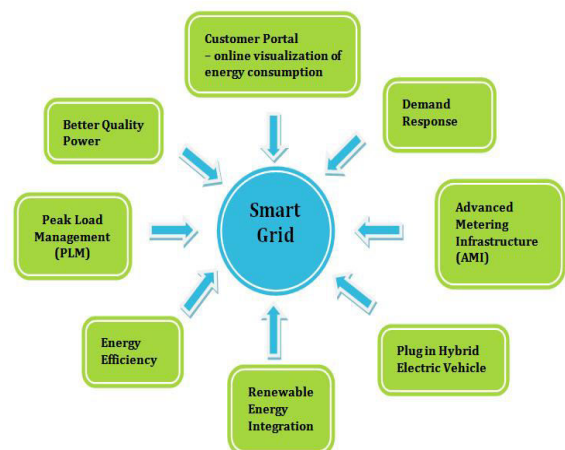 Customer Portal
– online visualization of
energy consumption
Demand
Response
Better Quality
Power
Smart
Grid
Peak Load
Management
(PLM)
Advanced
Metering
Infrastructure
(AMI)
Energy
Efficiency
Plug in Hybrid
Electric Vehicle
Renewable
Energy
Integration